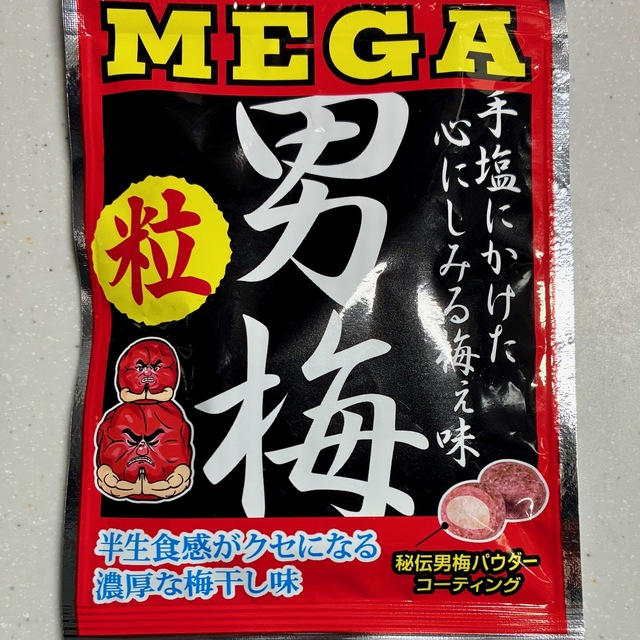 MEGA
男梅
粒
手塩にかけた
心にしみる梅ぇ味
半生食感がクセになる
濃厚な梅干し味
秘伝男梅パウダー
コーティング